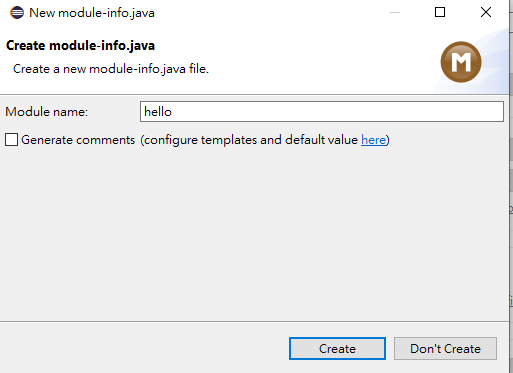 New module-info.java
Create module-info.java
Create a new module-info.java file.
M
Module name: hello
Generate comments (configure templates and default value here)
Create Don't Create